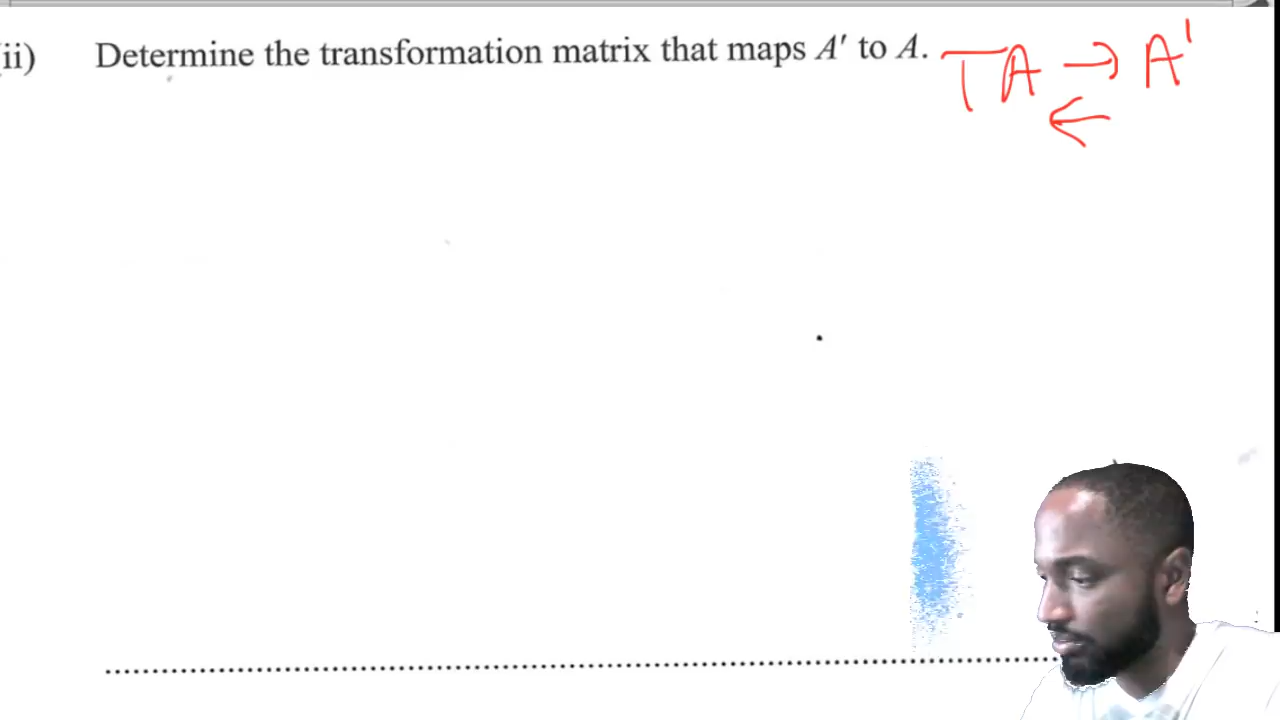 ii) Determine the transformation matrix that maps A′ to A. TA → A'
←